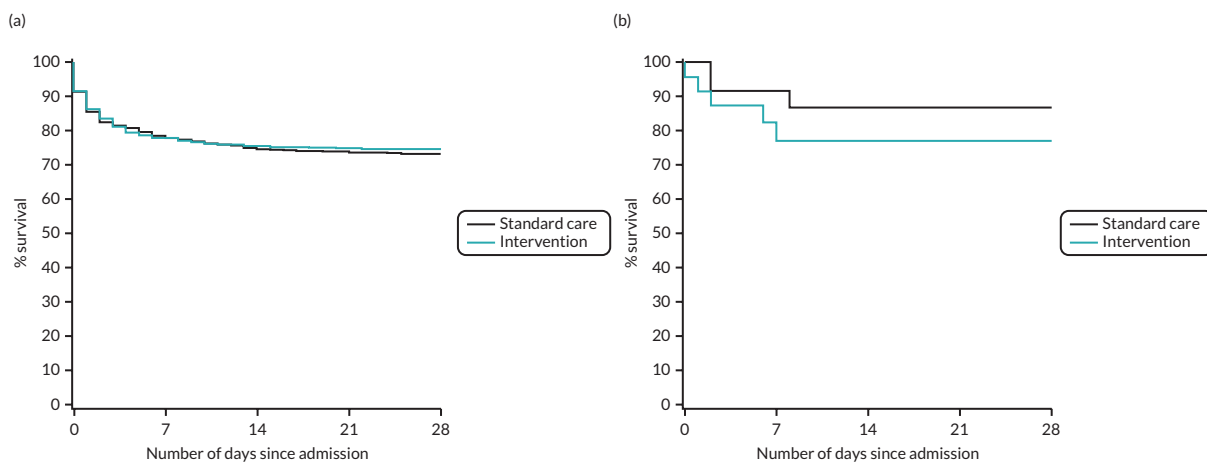 (a)
100
90
80
70
60
50
40
30
20
10
0
% survival
0 7 14 21 28
Number of days since admission
Standard care
Intervention
(b)
100
90
80
70
60
50
40
30
20
10
0
% survival
0 7 14 21 28
Number of days since admission
Standard care
Intervention